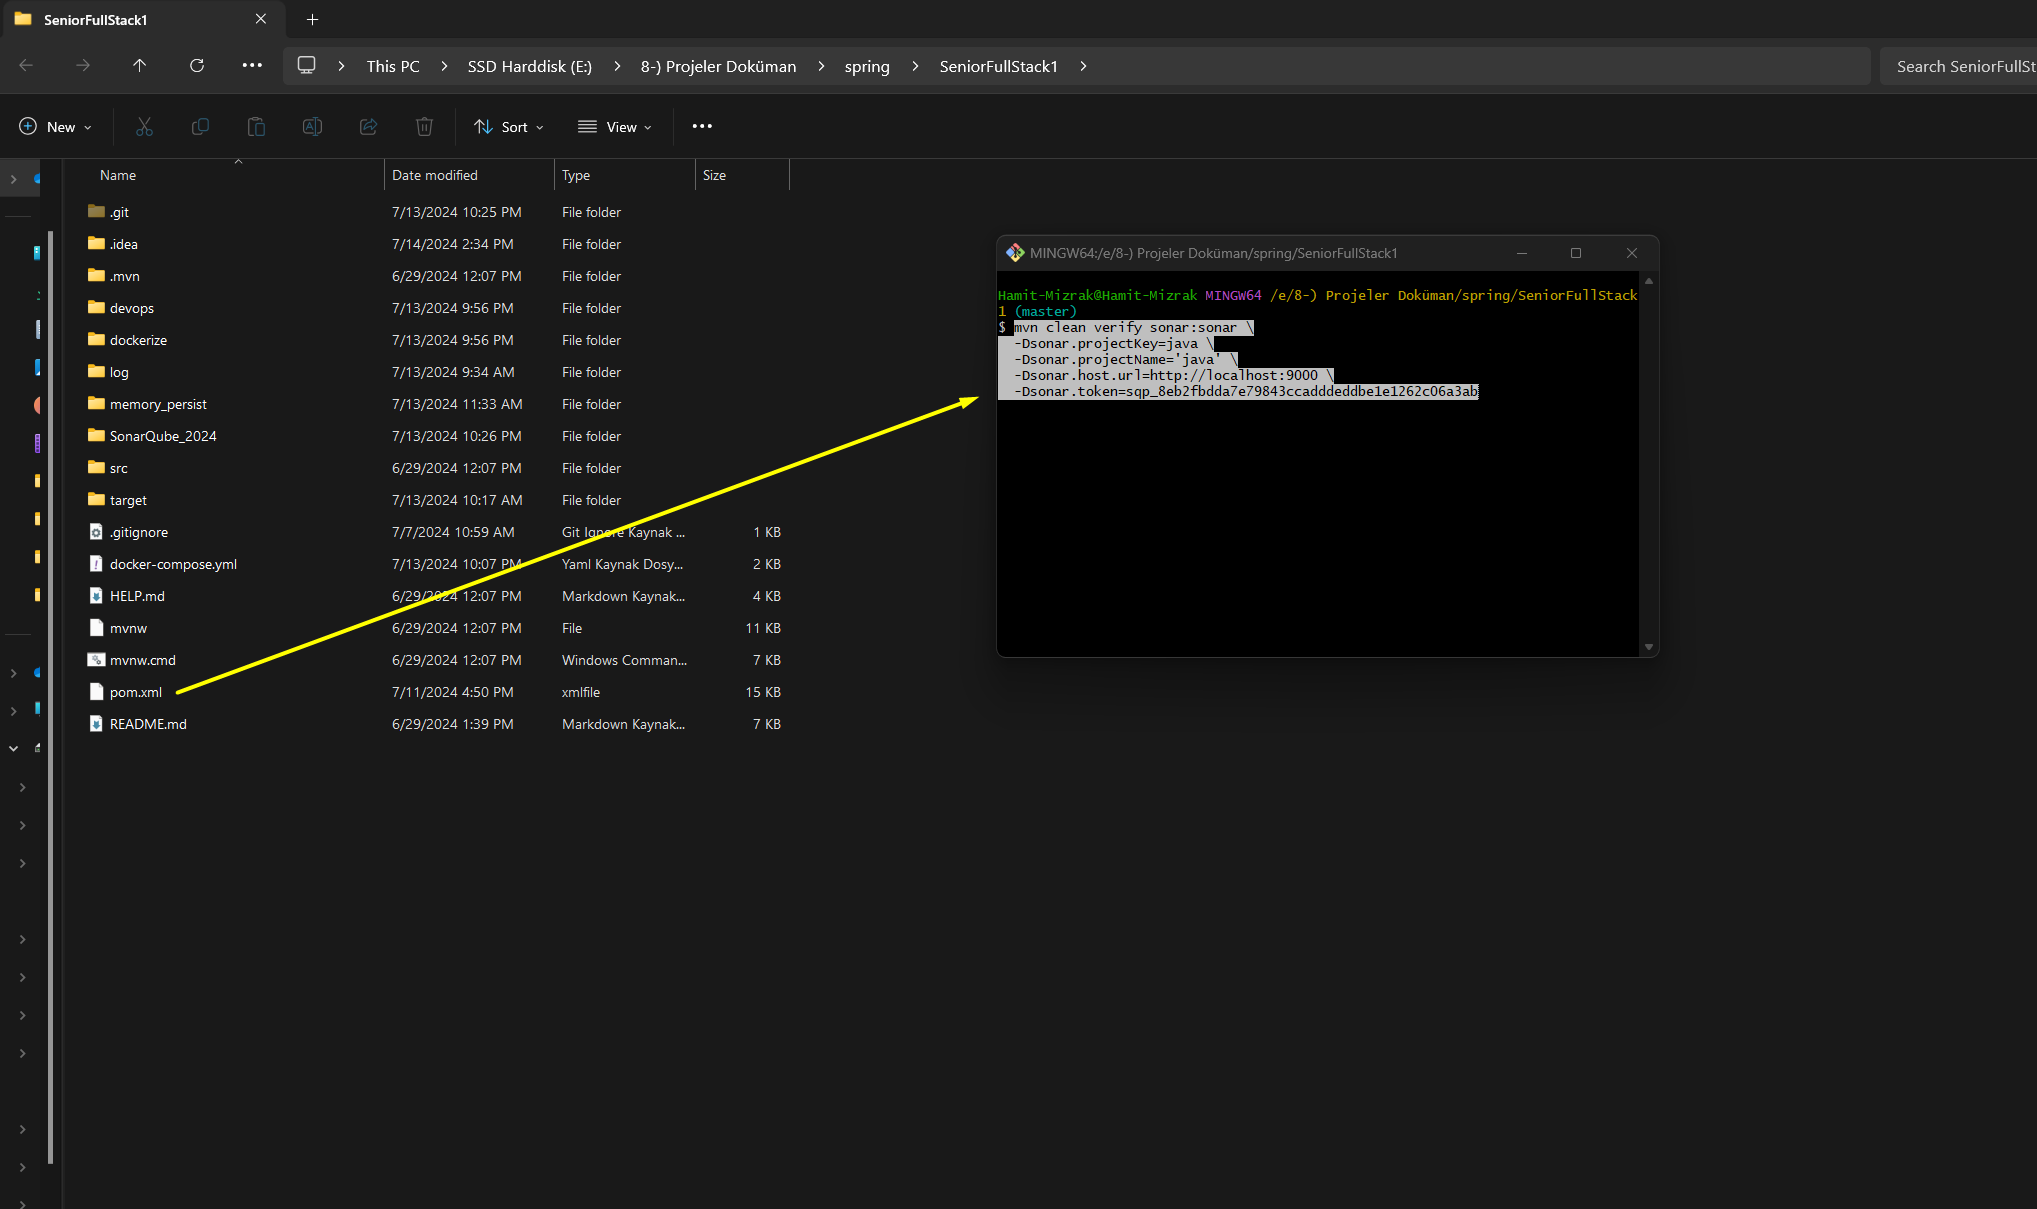 SeniorFullStack1
This PC
SSD Harddisk (E:)
8-) Projeler Doküman
spring
SeniorFullStack1
Search SeniorFullSt
New
Sort
View
Name Date modified Type Size
.git 7/13/2024 10:25 PM File folder
.idea 7/14/2024 2:34 PM File folder
.mvn 6/29/2024 12:07 PM File folder
devops 7/13/2024 9:56 PM File folder
dockerize 7/13/2024 9:56 PM File folder
log 7/13/2024 9:34 AM File folder
memory_persist 7/13/2024 11:33 AM File folder
SonarQube_2024 7/13/2024 10:26 PM File folder
src 6/29/2024 12:07 PM File folder
target 7/13/2024 10:17 AM File folder
.gitignore 7/7/2024 10:59 AM Git Ignore Kaynak ... 1 KB
docker-compose.yml 7/13/2024 10:07 PM Yaml Kaynak Dosy... 2 KB
HELP.md 6/29/2024 12:07 PM Markdown Kaynak... 4 KB
mvnw 6/29/2024 12:07 PM File 11 KB
mvnw.cmd 6/29/2024 12:07 PM Windows Comman... 7 KB
pom.xml 7/11/2024 4:50 PM xmlfile 15 KB
README.md 6/29/2024 1:39 PM Markdown Kaynak... 7 KB
MINGW64:/e/8-) Projeler Doküman/spring/SeniorFullStack1
Hamit-Mizrak@Hamit-Mizrak MINGW64 /e/8-) Projeler Doküman/spring/SeniorFullStack
1 (master)
$ mvn clean verify sonar:sonar \
-Dsonar.projectKey=java \
-Dsonar.projectName='java' \
-Dsonar.host.url=http://localhost:9000 \
-Dsonar.token=sqp_8eb2fbdda7e79843ccadddeddbe1e1262c06a3ab